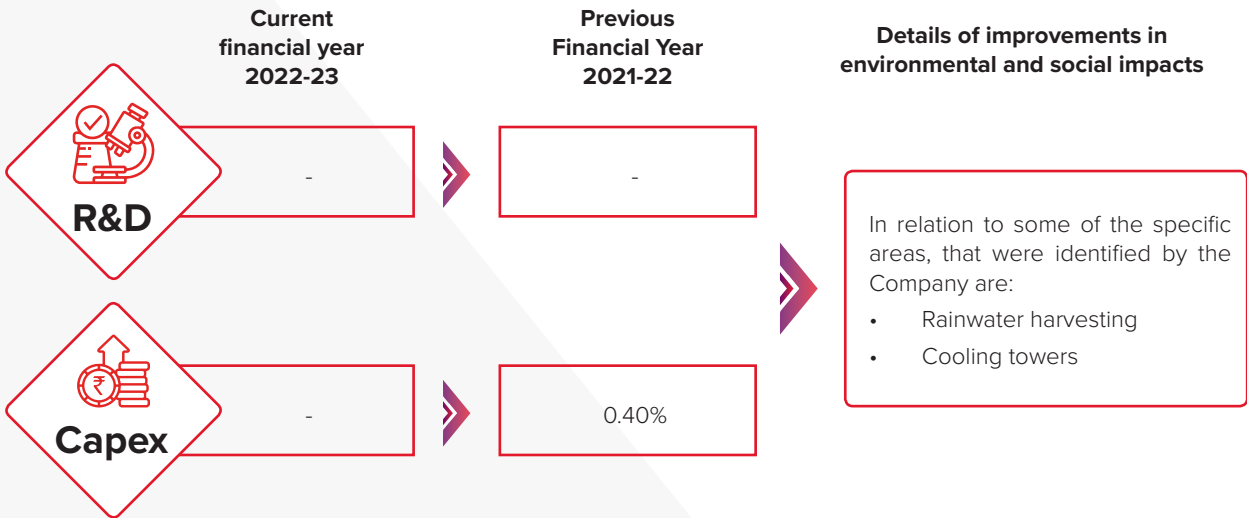 Current
financial year
2022-23
Previous
Financial Year
2021-22
Details of improvements in
environmental and social impacts
R&D
-
-
In relation to some of the specific
areas, that were identified by the
Company are:
• Rainwater harvesting
• Cooling towers
₹
Capex
-
0.40%